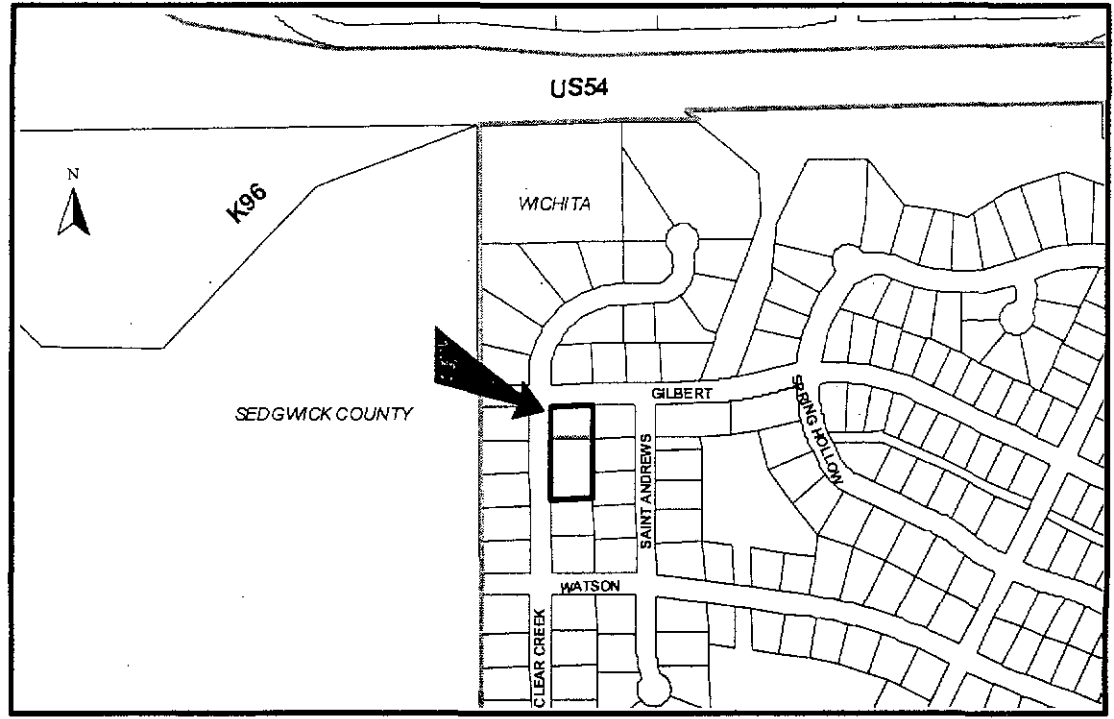 US54
N
K96
WICHITA
SEDGWICK COUNTY
GILBERT
SPRING HOLLOW
SAINT ANDREWS
WATSON
CLEAR CREEK